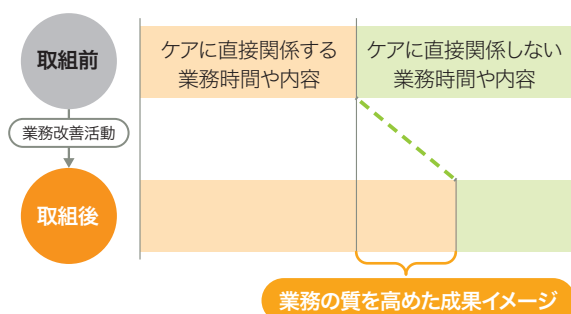 取組前
ケアに直接関係する
業務時間や内容
ケアに直接関係しない
業務時間や内容
業務改善活動
取組後
業務の質を高めた成果イメージ